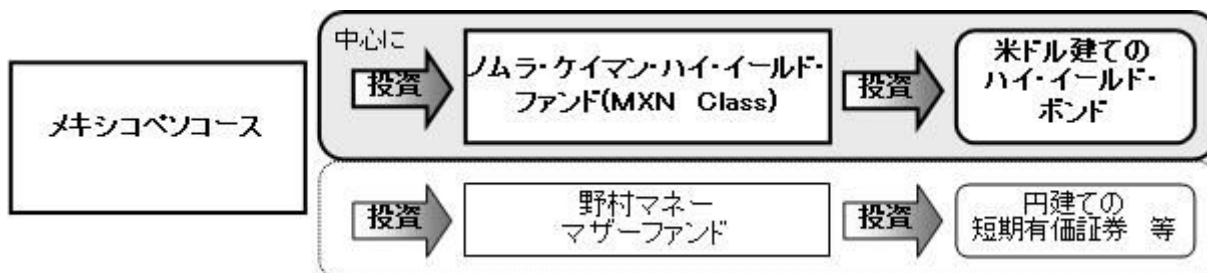 メキシコペソコース
中心に
投資
ノムラ・ケイマン・ハイ・イールド・
ファンド(MXN Class)
投資
米ドル建ての
ハイ・イールド・
ボンド
投資
野村マネー
マザーファンド
投資
円建ての
短期有価証券 等